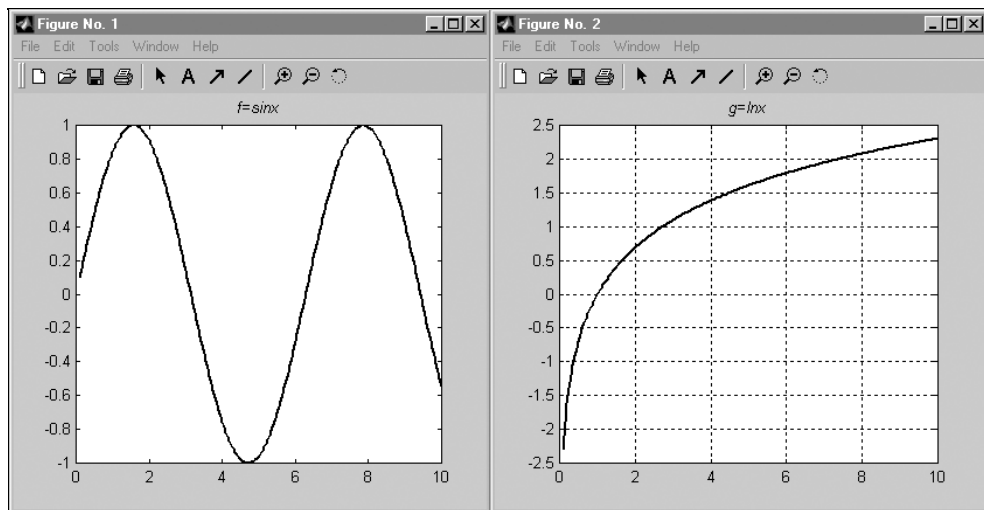 Figure No. 1
File Edit Tools Window Help
A
f=sinx
1
0.8
0.6
0.4
0.2
0
-0.2
-0.4
-0.6
-0.8
-1
0 2 4 6 8 10
Figure No. 2
File Edit Tools Window Help
A
g=lnx
2.5
2
1.5
1
0.5
0
-0.5
-1
-1.5
-2
-2.5
0 2 4 6 8 10